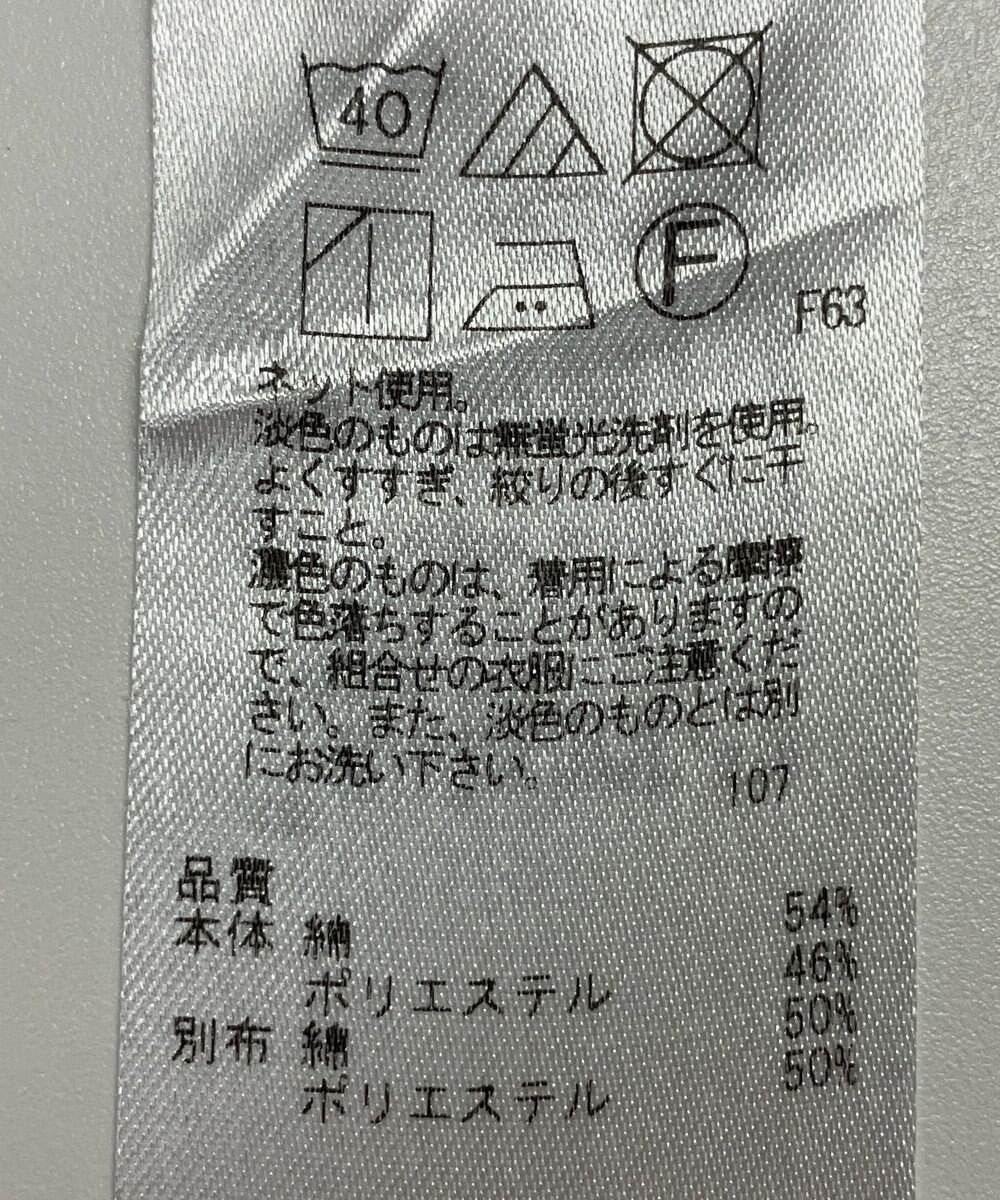 40
F
F63
ネット使用。
淡色のものは無蛍光洗剤を使用。
よくすすぎ、絞りの後すぐに干
すこと。
濃色のものは、着用による摩擦
で色落ちすることがありますの
で、組合せの衣服にご注意くだ
さい。また、淡色のものとは別
にお洗い下さい。
107
品質
本体 綿 54%
ポリエステル 46%
別布 綿 50%
ポリエステル 50%